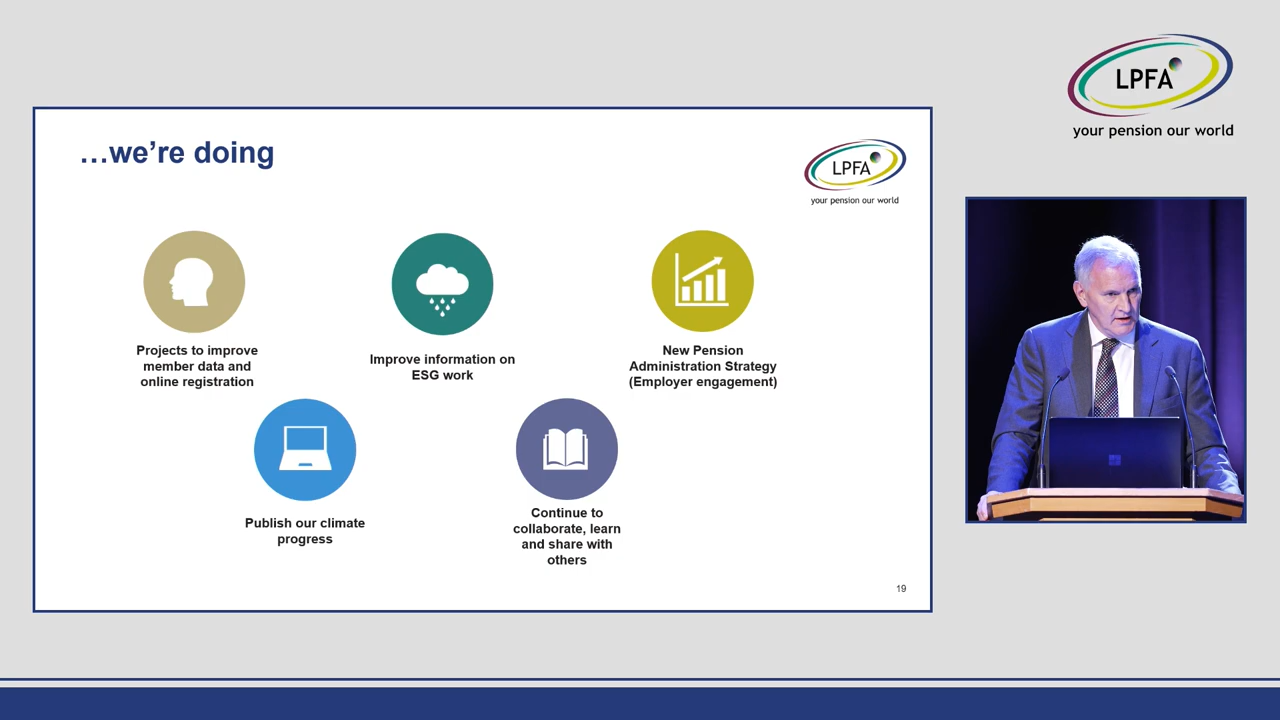 …we're doing
LPFA
your pension our world
Projects to improve
member data and
online registration
Improve information on
ESG work
New Pension
Administration Strategy
(Employer engagement)
Publish our climate
progress
Continue to
collaborate, learn
and share with
others
19
LPFA
your pension our world